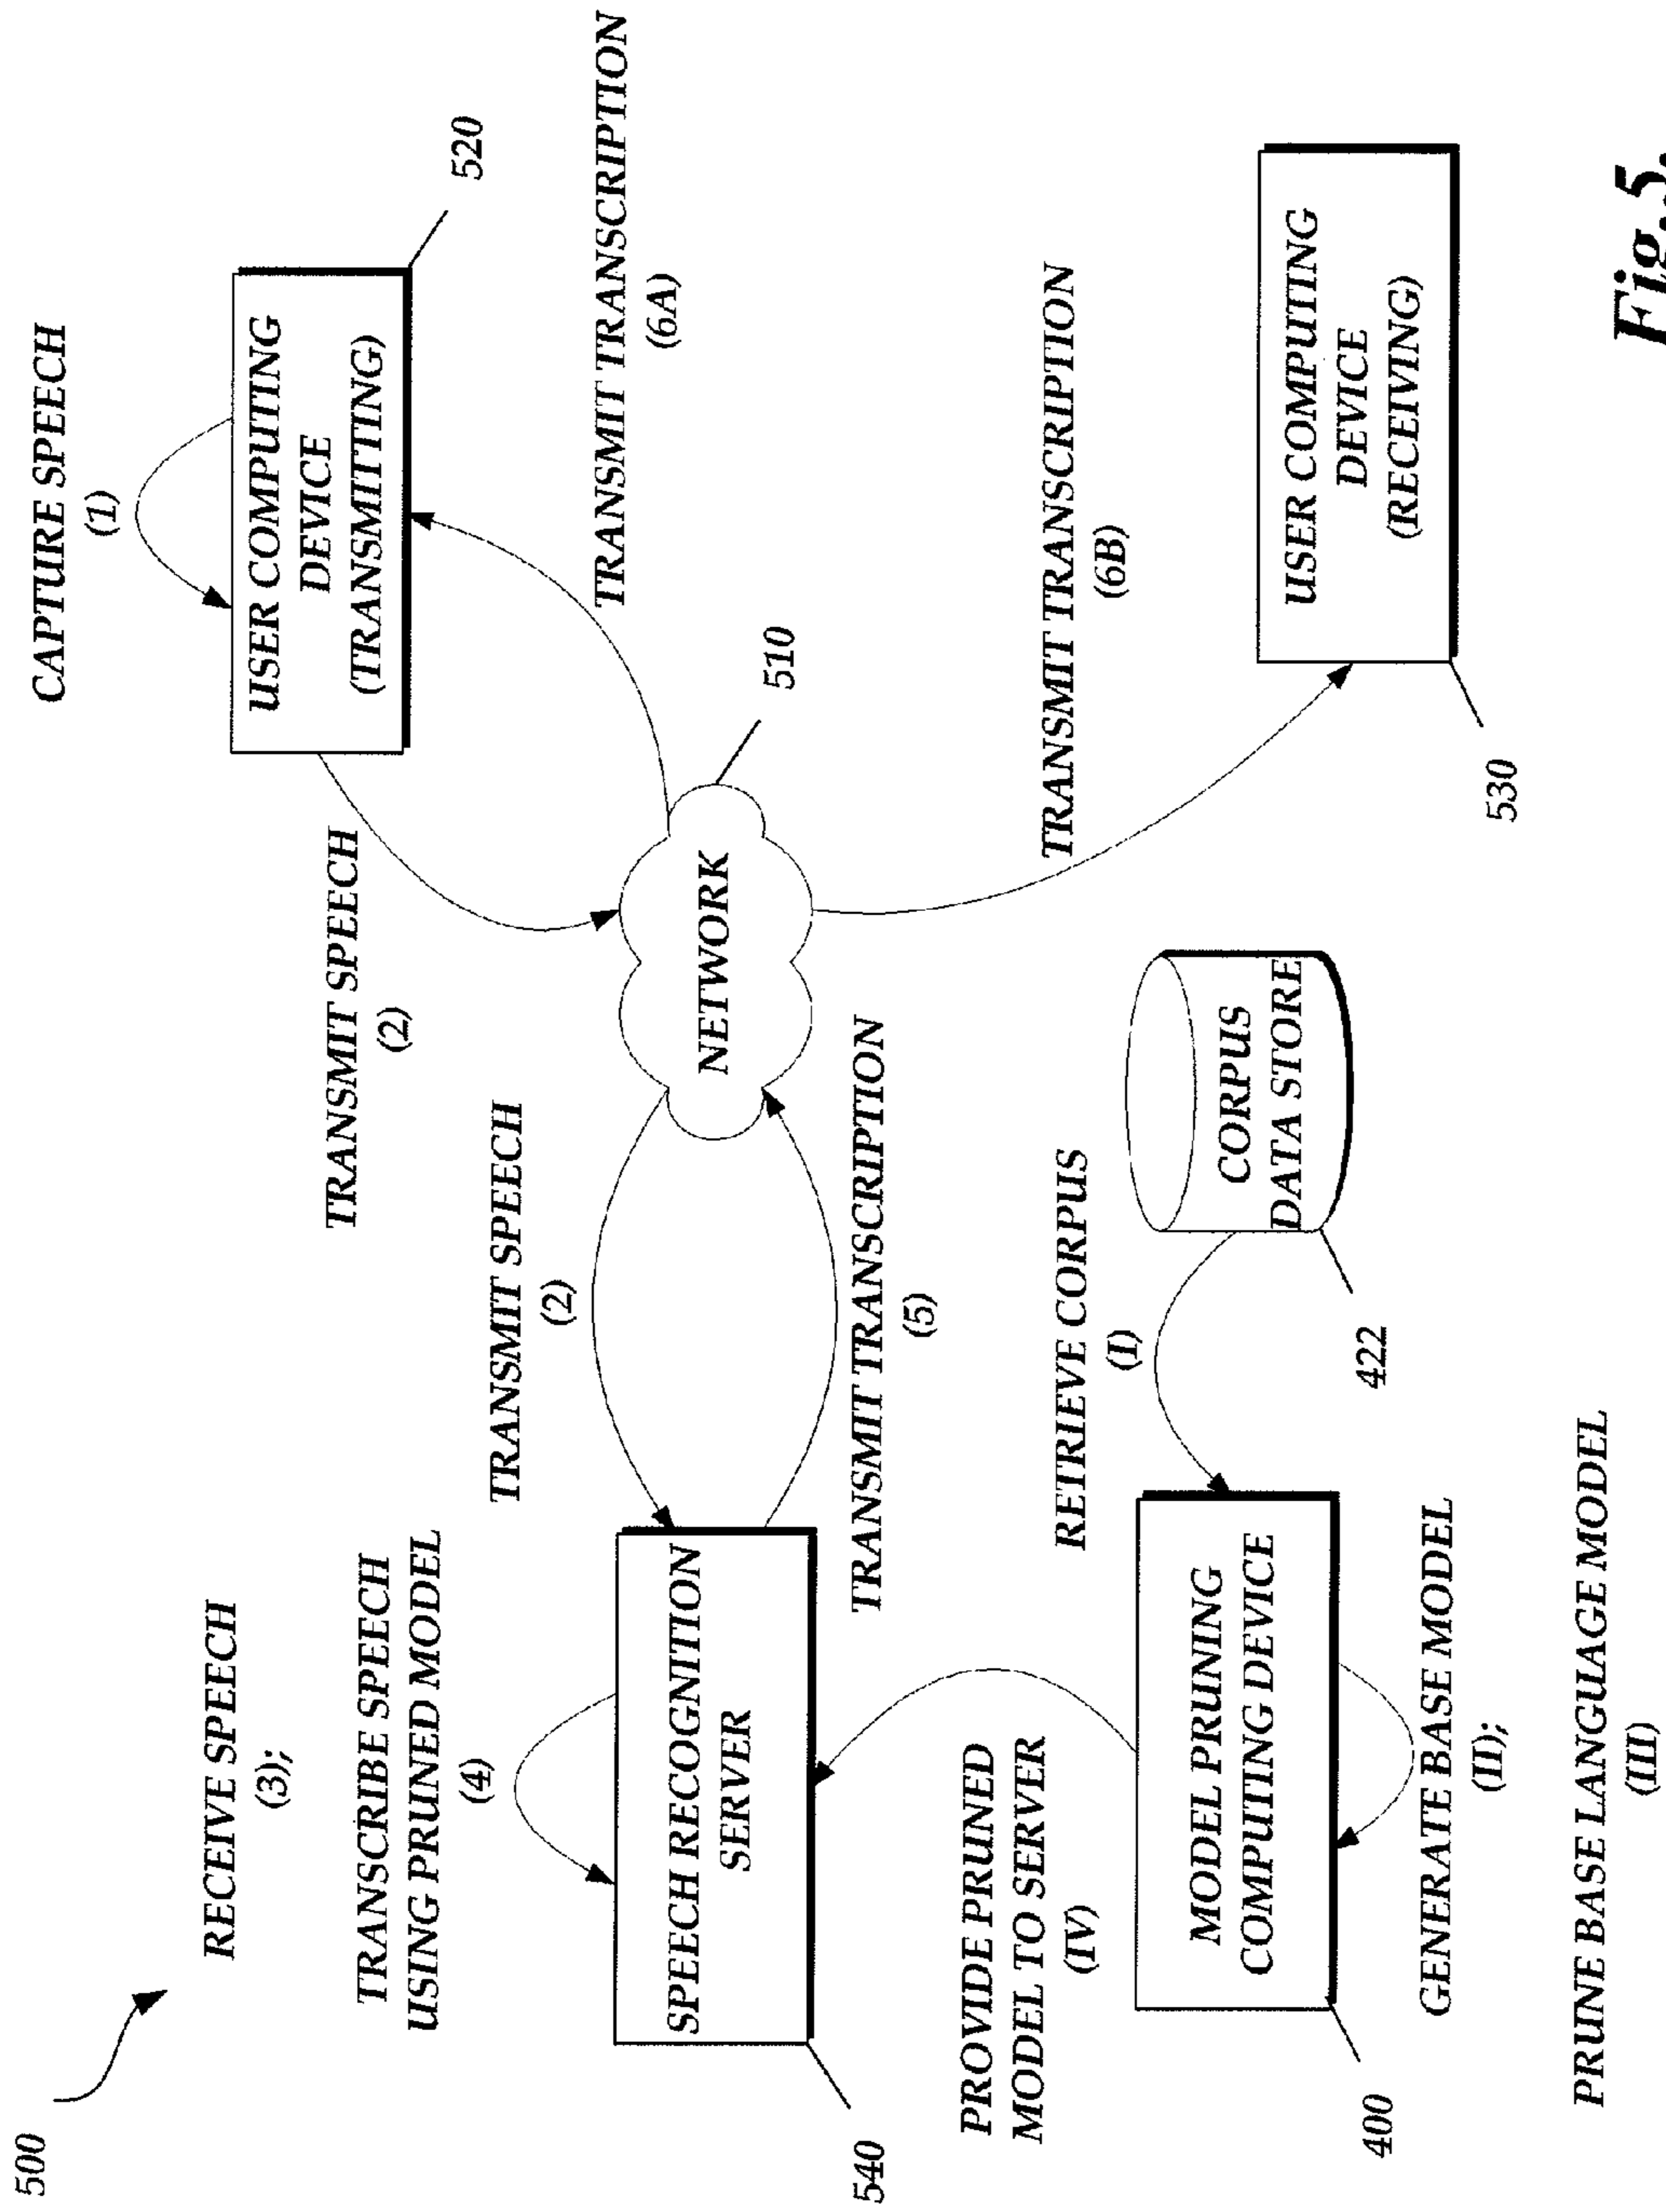 500
RECEIVE SPEECH
(3);
TRANSCRIBE SPEECH
USING PRUNED MODEL
(4)
SPEECH RECOGNITION
SERVER
540
TRANSMIT SPEECH
(2)
TRANSMIT TRANSCRIPTION
(5)
NETWORK
510
TRANSMIT SPEECH
(2)
CAPTURE SPEECH
(1)
USER COMPUTING
DEVICE
(TRANSMITTING)
520
TRANSMIT TRANSCRIPTION
(6A)
TRANSMIT TRANSCRIPTION
(6B)
USER COMPUTING
DEVICE
(RECEIVING)
530
PROVIDE PRUNED
MODEL TO SERVER
(IV)
MODEL PRUNING
COMPUTING DEVICE
400
RETRIEVE CORPUS
(I)
CORPUS
DATA STORE
422
GENERATE BASE MODEL
(II);
PRUNE BASE LANGUAGE MODEL
(III)
Fig.5.